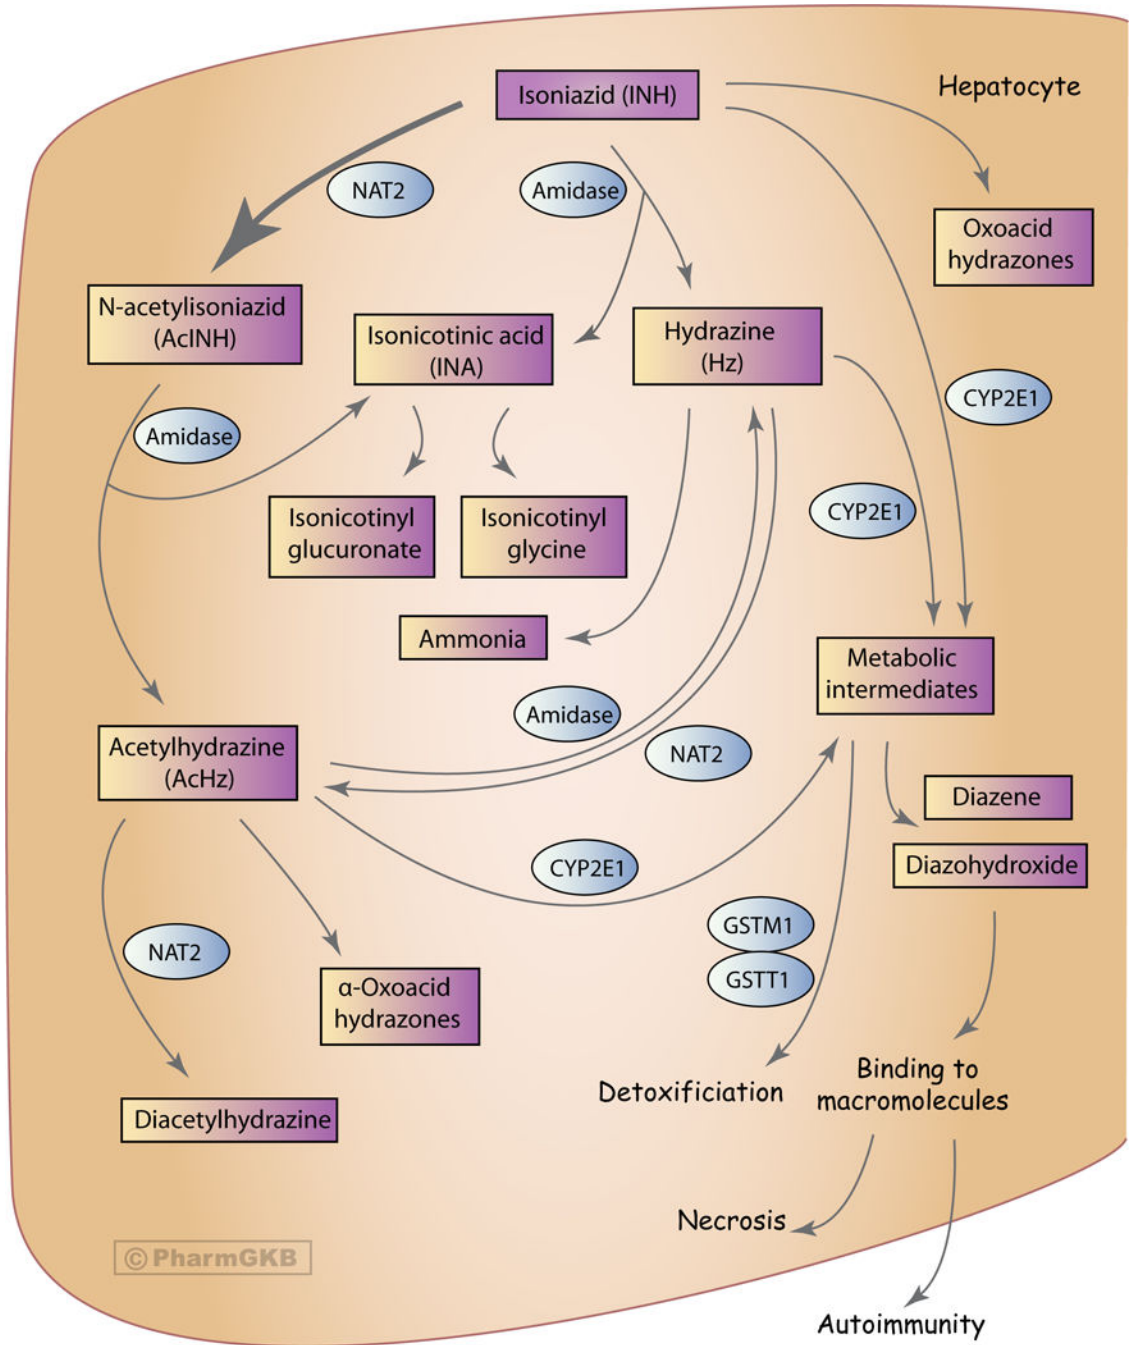 Isoniazid (INH)
Hepatocyte
NAT2
Amidase
Oxoacid
hydrazones
N-acetylisoniazid
(AcINH)
Isonicotinic acid
(INA)
Hydrazine
(Hz)
CYP2E1
Amidase
CYP2E1
Isonicotinyl
glucuronate
Isonicotinyl
glycine
Ammonia
Metabolic
intermediates
Amidase
NAT2
Acetylhydrazine
(AcHz)
Diazene
Diazohydroxide
CYP2E1
GSTM1
GSTT1
NAT2
α-Oxoacid
hydrazones
Detoxificiation
Binding to
macromolecules
Diacetylhydrazine
Necrosis
© PharmGKB
Autoimmunity